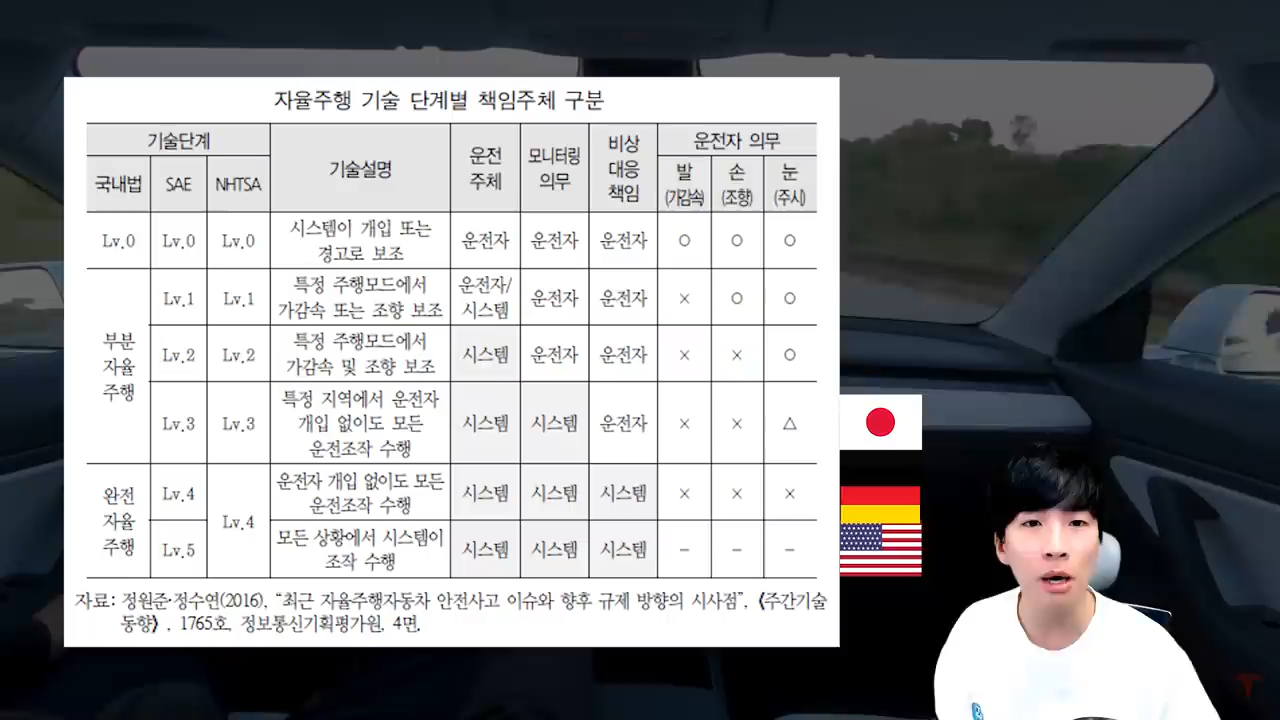 자율주행 기술 단계별 책임주체 구분
기술단계
기술설명
운전
주체
모니터링
의무
비상
대응
책임
운전자 의무
국내법 SAE NHTSA
발
(가감속)
손
(조향)
눈
(주시)
Lv.0 Lv.0 Lv.0
시스템이 개입 또는
경고로 보조
운전자 운전자 운전자 ○ ○ ○
부분
자율
주행
Lv.1 Lv.1
특정 주행모드에서
가감속 또는 조향 보조
운전자/
시스템
운전자 운전자 × ○ ○
Lv.2 Lv.2
특정 주행모드에서
가감속 및 조향 보조
시스템 운전자 운전자 × × ○
Lv.3 Lv.3
특정 지역에서 운전자
개입 없이도 모든
운전조작 수행
시스템 시스템 운전자 × × △
완전
자율
주행
Lv.4
Lv.4
운전자 개입 없이도 모든
운전조작 수행
시스템 시스템 시스템 × × ×
Lv.5
모든 상황에서 시스템이
조작 수행
시스템 시스템 시스템 – – –
자료: 정원준·정수연(2016), “최근 자율주행자동차 안전사고 이슈와 향후 규제 방향의 시사점”, 《주간기술
동향》, 1765호, 정보통신기획평가원. 4면.